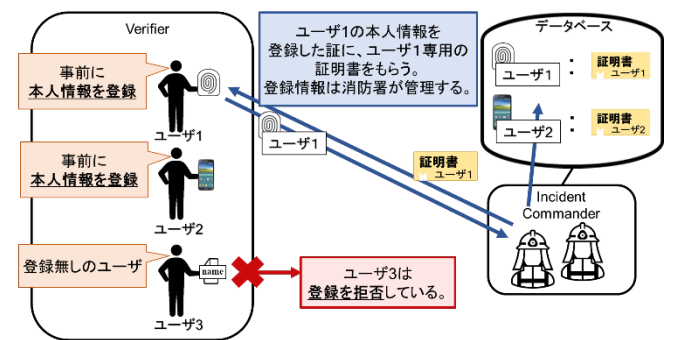 Verifier
事前に
本人情報を登録
ユーザ1
事前に
本人情報を登録
ユーザ2
登録無しのユーザ
name
ユーザ3
ユーザ1の本人情報を
登録した証に、ユーザ1専用の
証明書をもらう。
登録情報は消防署が管理する。
ユーザ1
証明書
ユーザ1
ユーザ3は
登録を拒否している。
データベース
ユーザ1
:
証明書
ユーザ1
ユーザ2
:
証明書
ユーザ2
Incident
Commander